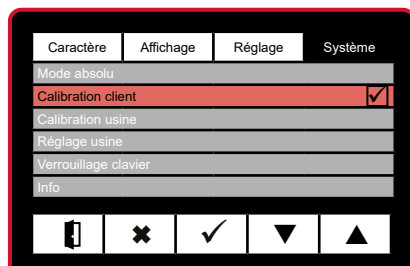 Caractère Affichage Réglage Système
Mode absolu
Calibration client
Calibration usine
Réglage usine
Verrouillage clavier
Info